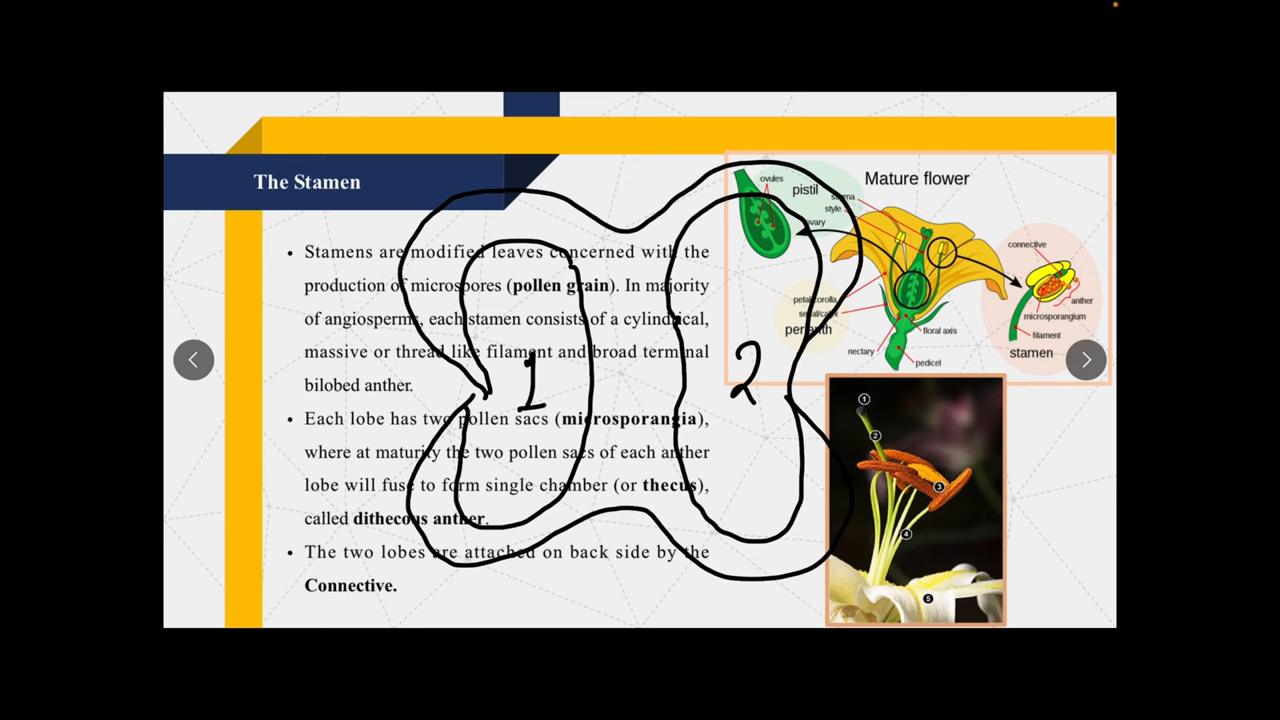 The Stamen
• Stamens are modified leaves concerned with the
production of microspores (pollen grain). In majority
of angiosperms, each stamen consists of a cylindrical,
massive or thread like filament and broad terminal
bilobed anther.
• Each lobe has two pollen sacs (microsporangia),
where at maturity the two pollen sacs of each anther
lobe will fuse to form single chamber (or thecus),
called dithecous anther.
• The two lobes are attached on back side by the
Connective.
1
2
Mature flower
ovules
pistil
stigma
style
ovary
petal/corolla
sepal/calyx
perianth
nectary
floral axis
pedicel
connective
anther
microsporangium
filament
stamen
1
2
3
4
5